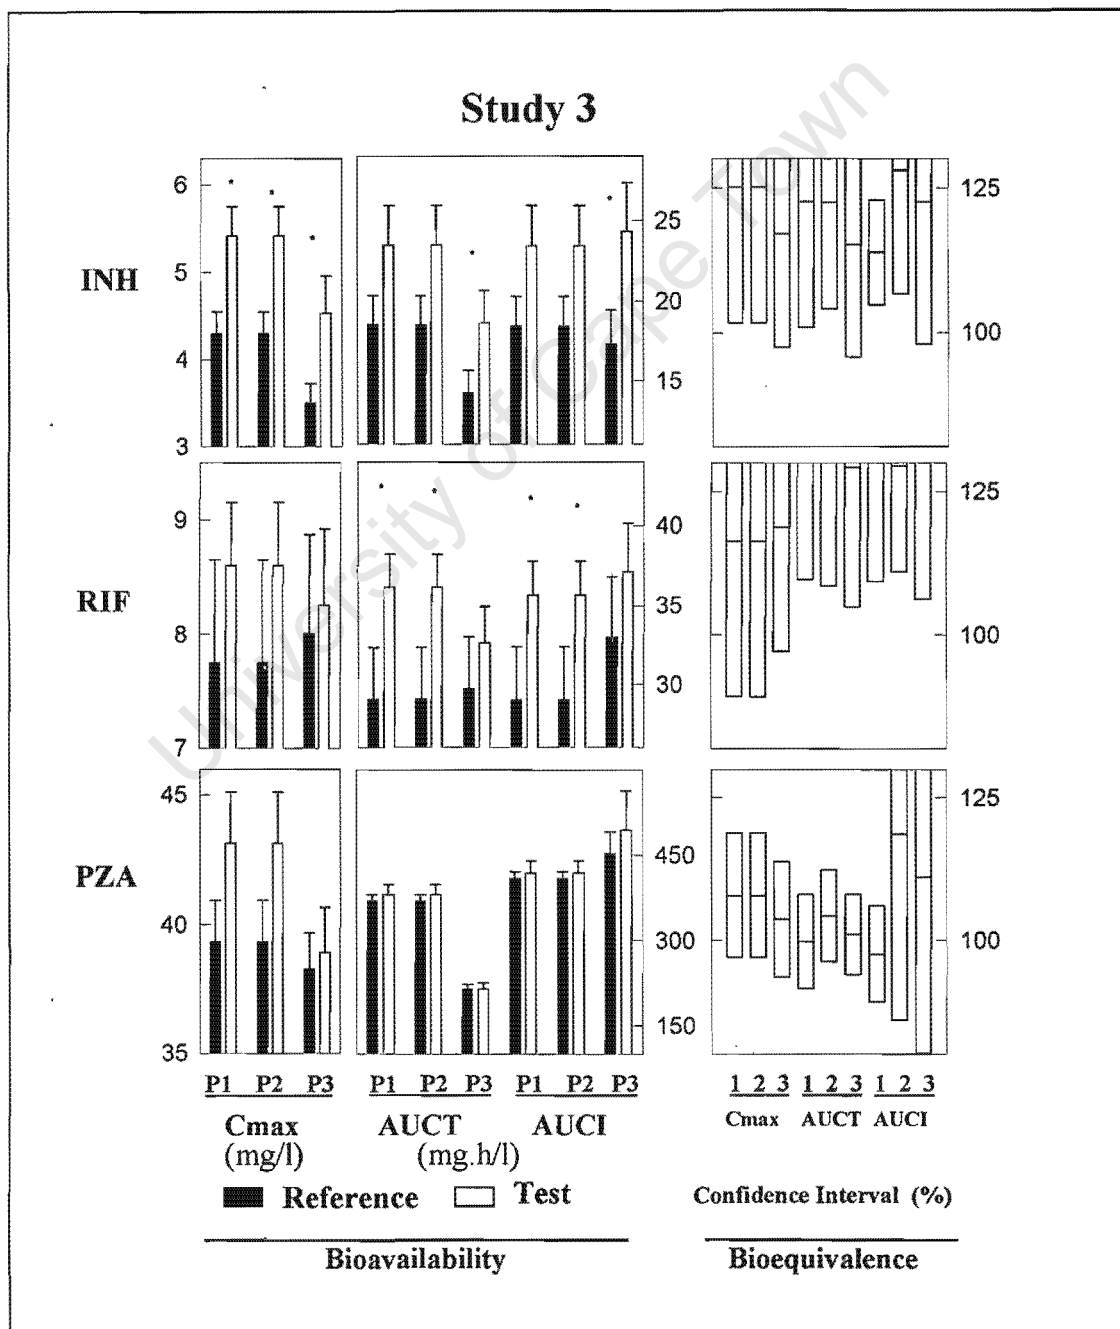 Study 3
6
5
4
3
INH
25
20
15
125
100
9
8
7
RIF
40
35
30
125
100
45
40
35
PZA
450
300
150
125
100
P1 P2 P3 P1 P2 P3 P1 P2 P3 1 2 3 1 2 3 1 2 3
Cmax AUCT AUCI Cmax AUCT AUCI
(mg/l) (mg.h/l)
Reference Test Confidence Interval (%)
Bioavailability Bioequivalence
University of Cape Town